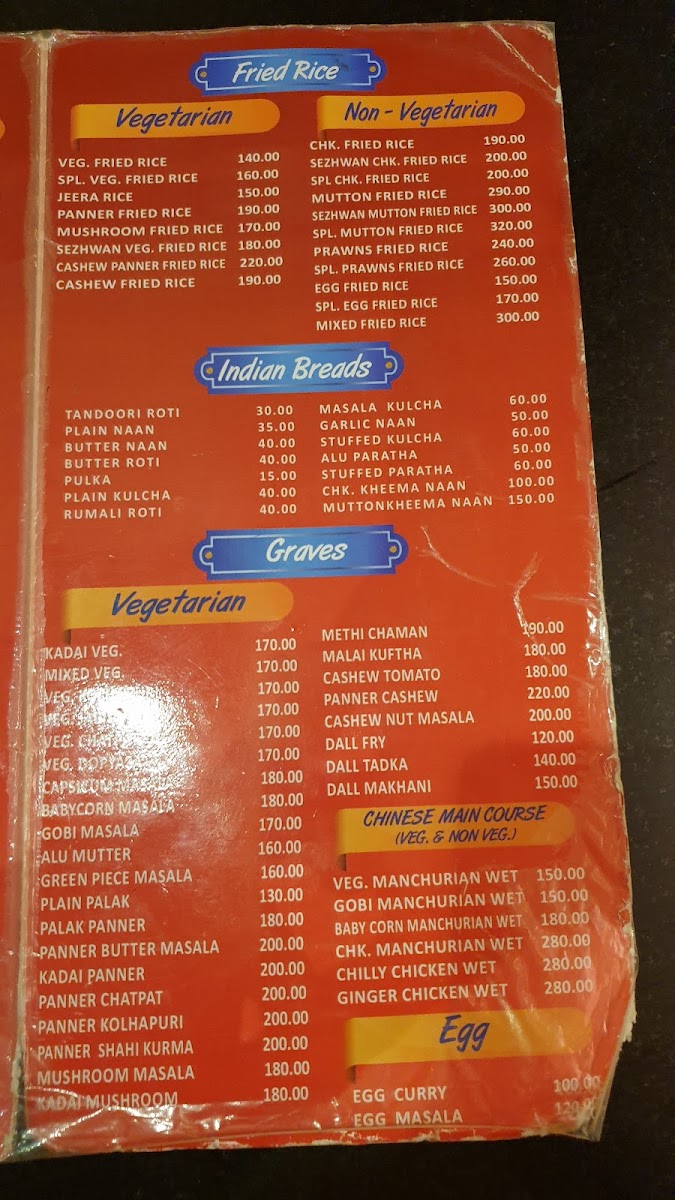 Fried Rice
Vegetarian
VEG. FRIED RICE 140.00
SPL. VEG. FRIED RICE 160.00
JEERA RICE 150.00
PANNER FRIED RICE 190.00
MUSHROOM FRIED RICE 170.00
SEZHWAN VEG. FRIED RICE 180.00
CASHEW PANNER FRIED RICE 220.00
CASHEW FRIED RICE 190.00
Non - Vegetarian
CHK. FRIED RICE 190.00
SEZHWAN CHK. FRIED RICE 200.00
SPL CHK. FRIED RICE 200.00
MUTTON FRIED RICE 290.00
SEZHWAN MUTTON FRIED RICE 300.00
SPL. MUTTON FRIED RICE 320.00
PRAWNS FRIED RICE 240.00
SPL. PRAWNS FRIED RICE 260.00
EGG FRIED RICE 150.00
SPL. EGG FRIED RICE 170.00
MIXED FRIED RICE 300.00
Indian Breads
TANDOORI ROTI 30.00
PLAIN NAAN 35.00
BUTTER NAAN 40.00
BUTTER ROTI 40.00
PULKA 15.00
PLAIN KULCHA 40.00
RUMALI ROTI 40.00
MASALA KULCHA 60.00
GARLIC NAAN 50.00
STUFFED KULCHA 60.00
ALU PARATHA 50.00
STUFFED PARATHA 60.00
CHK. KHEEMA NAAN 100.00
MUTTONKHEEMA NAAN 150.00
Graves
Vegetarian
KADAI VEG. 170.00
MIXED VEG. 170.00
VEG. 170.00
VEG. 170.00
VEG. 170.00
VEG. 170.00
CAPSICUM 180.00
BABYCORN MASALA 180.00
GOBI MASALA 170.00
ALU MUTTER 160.00
GREEN PIECE MASALA 160.00
PLAIN PALAK 130.00
PALAK PANNER 180.00
PANNER BUTTER MASALA 200.00
KADAI PANNER 200.00
PANNER CHATPAT 200.00
PANNER KOLHAPURI 200.00
PANNER SHAHI KURMA 200.00
MUSHROOM MASALA 180.00
KADAI MUSHROOM 180.00
METHI CHAMAN 190.00
MALAI KUFTHA 180.00
CASHEW TOMATO 180.00
PANNER CASHEW 220.00
CASHEW NUT MASALA 200.00
DALL FRY 120.00
DALL TADKA 140.00
DALL MAKHANI 150.00
CHINESE MAIN COURSE
(VEG. & NON VEG.)
VEG. MANCHURIAN WET 150.00
GOBI MANCHURIAN WET 150.00
BABY CORN MANCHURIAN WET 180.00
CHK. MANCHURIAN WET 280.00
CHILLY CHICKEN WET 280.00
GINGER CHICKEN WET 280.00
Egg
EGG CURRY 100.00
EGG MASALA 120.00